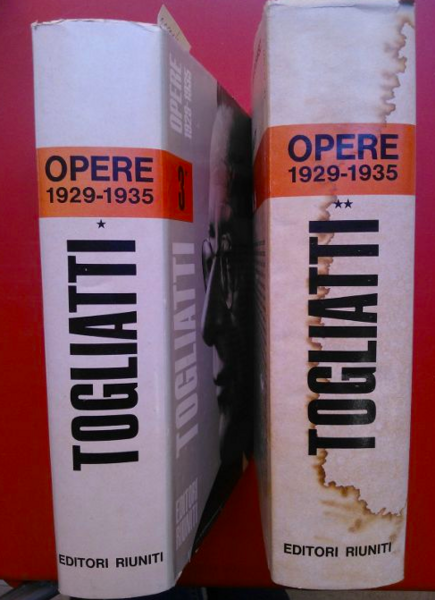 OPERE
1929-1935
★
TOGLIATTI
EDITORI RIUNITI
OPERE
1929-1935
3
TOGLIATTI
EDITORI
RIUNITI
OPERE
1929-1935
★★
TOGLIATTI
EDITORI RIUNITI